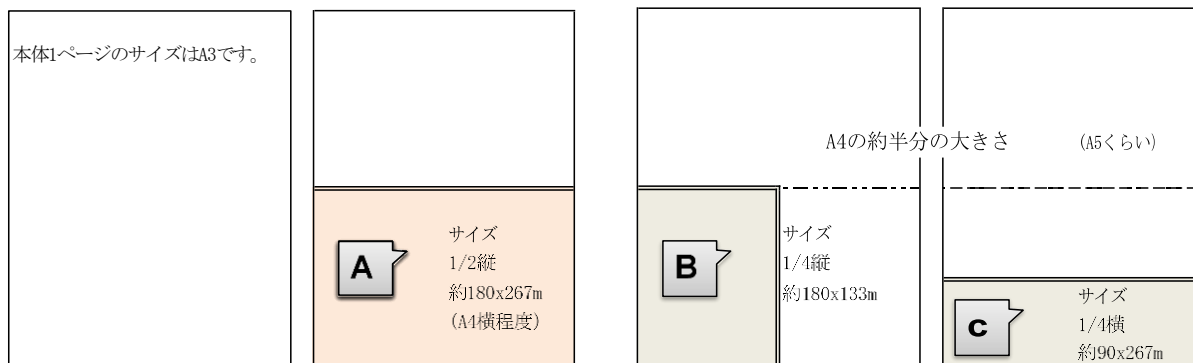 本体1ページのサイズはA3です。
A
サイズ
1/2縦
約180x267m
(A4横程度)
A4の約半分の大きさ (A5くらい)
B
サイズ
1/4縦
約180x133m
c
サイズ
1/4横
約90x267m